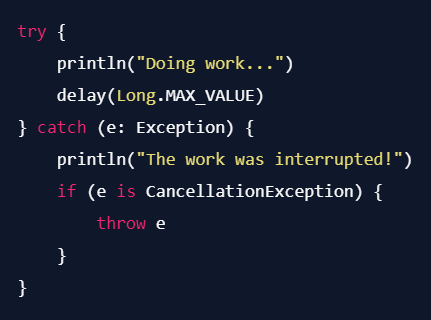 try {
    println("Doing work...")
    delay(Long.MAX_VALUE)
} catch (e: Exception) {
    println("The work was interrupted!")
    if (e is CancellationException) {
        throw e
    }
}